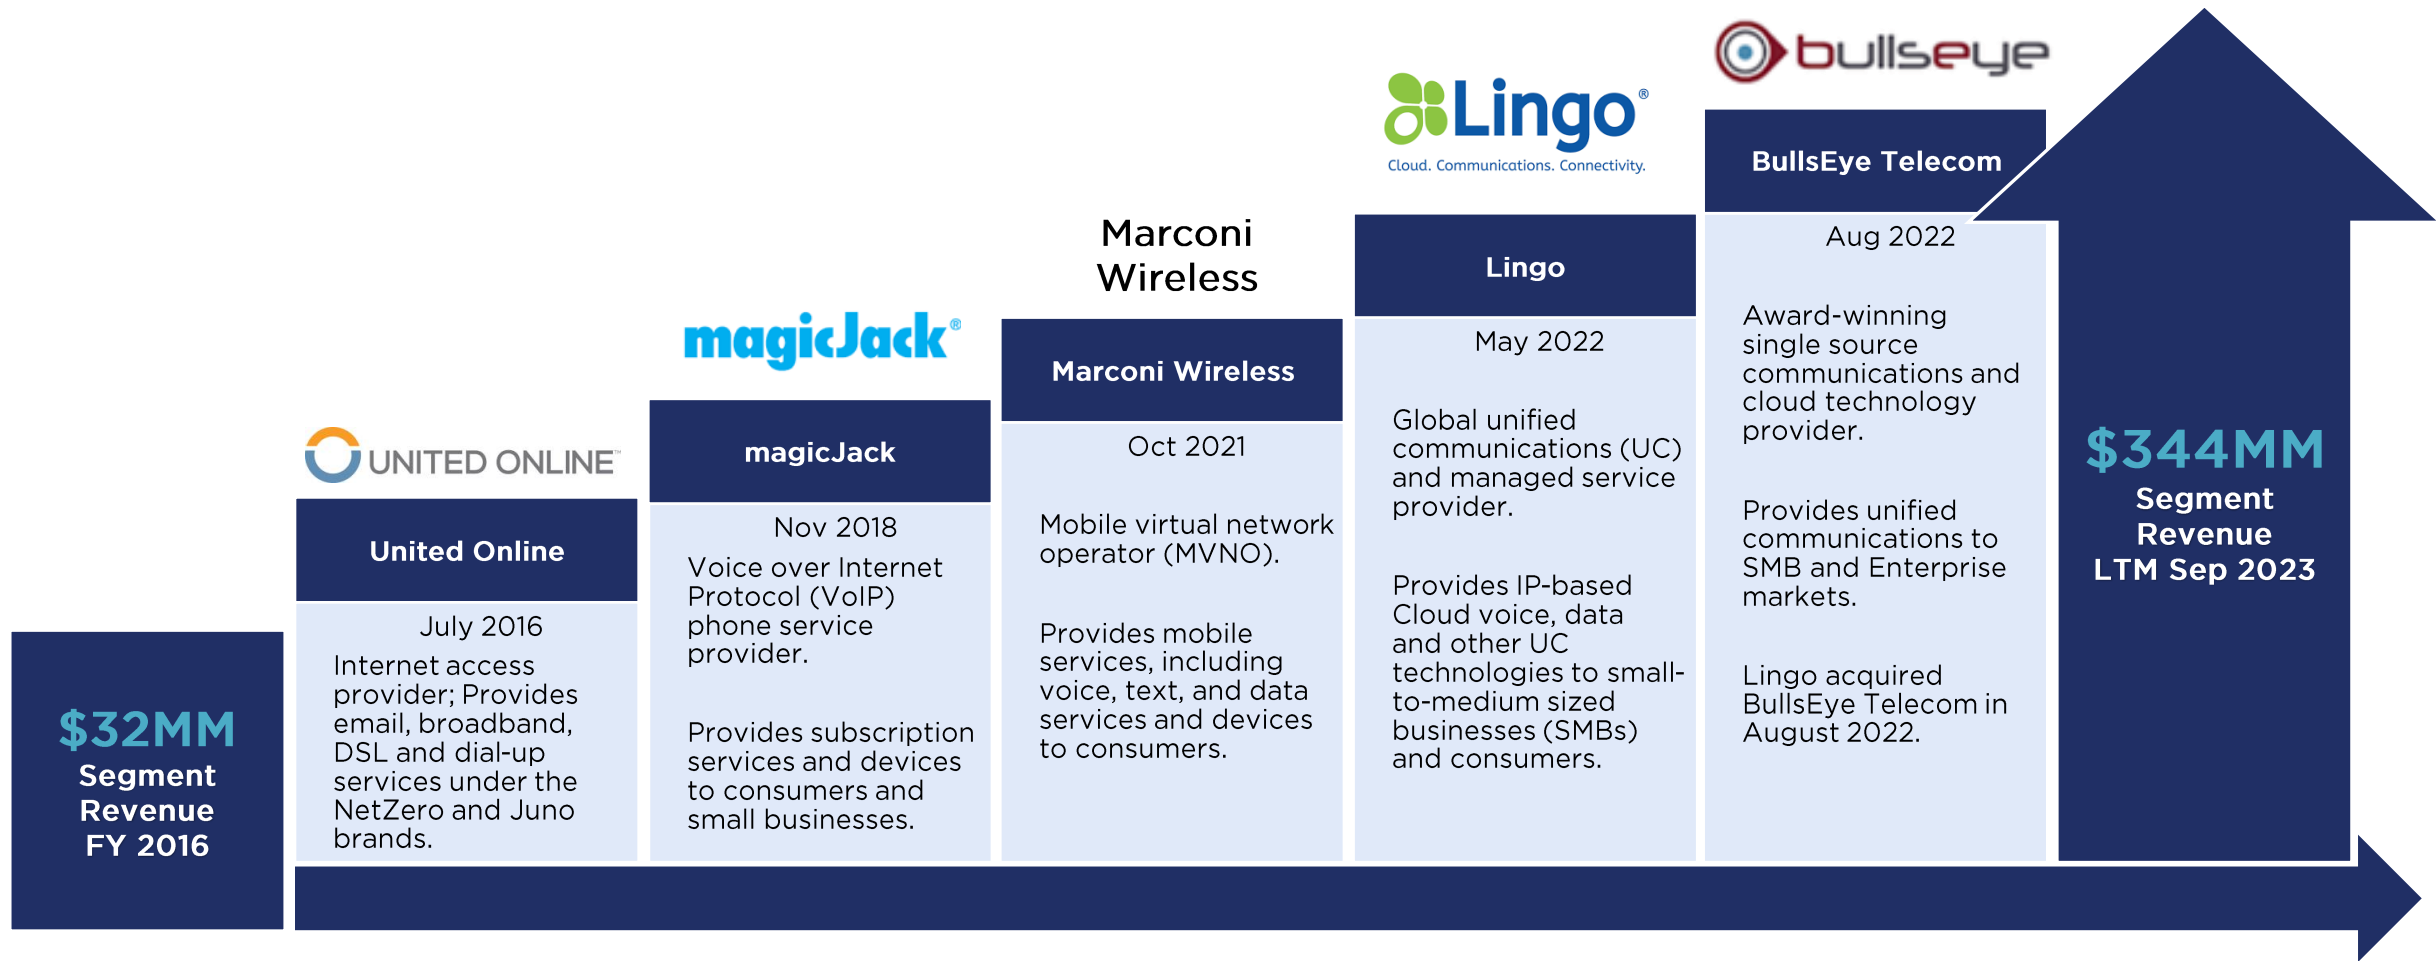 $32MM
Segment
Revenue
FY 2016
UNITED ONLINE™
United Online
July 2016
Internet access
provider; Provides
email, broadband,
DSL and dial-up
services under the
NetZero and Juno
brands.
magicJack®
magicJack
Nov 2018
Voice over Internet
Protocol (VoIP)
phone service
provider.
Provides subscription
services and devices
to consumers and
small businesses.
Marconi
Wireless
Marconi Wireless
Oct 2021
Mobile virtual network
operator (MVNO).
Provides mobile
services, including
voice, text, and data
services and devices
to consumers.
Lingo®
Cloud. Communications. Connectivity.
Lingo
May 2022
Global unified
communications (UC)
and managed service
provider.
Provides IP-based
Cloud voice, data
and other UC
technologies to small-
to-medium sized
businesses (SMBs)
and consumers.
bullseye
BullsEye Telecom
Aug 2022
Award-winning
single source
communications and
cloud technology
provider.
Provides unified
communications to
SMB and Enterprise
markets.
Lingo acquired
BullsEye Telecom in
August 2022.
$344MM
Segment
Revenue
LTM Sep 2023